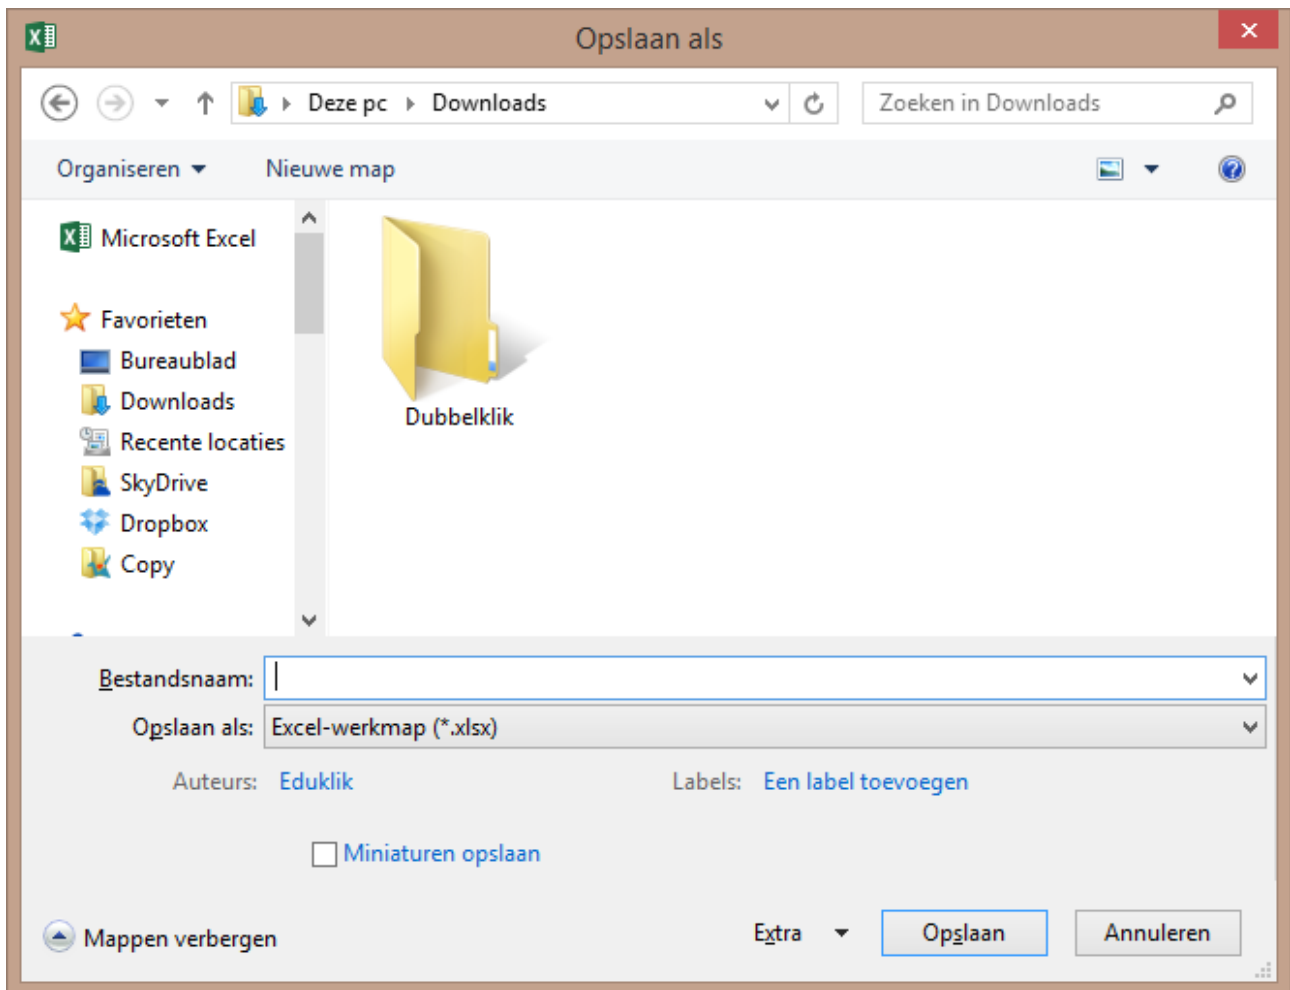 Opslaan als
Deze pc Downloads
Zoeken in Downloads
Organiseren
Nieuwe map
Microsoft Excel
Favorieten
Bureaublad
Downloads
Recente locaties
SkyDrive
Dropbox
Copy
Dubbelklik
Bestandsnaam:
Opslaan als: Excel-werkmap (*.xlsx)
Auteurs: Eduklik
Labels: Een label toevoegen
Miniaturen opslaan
Mappen verbergen
Extra
Opslaan
Annuleren